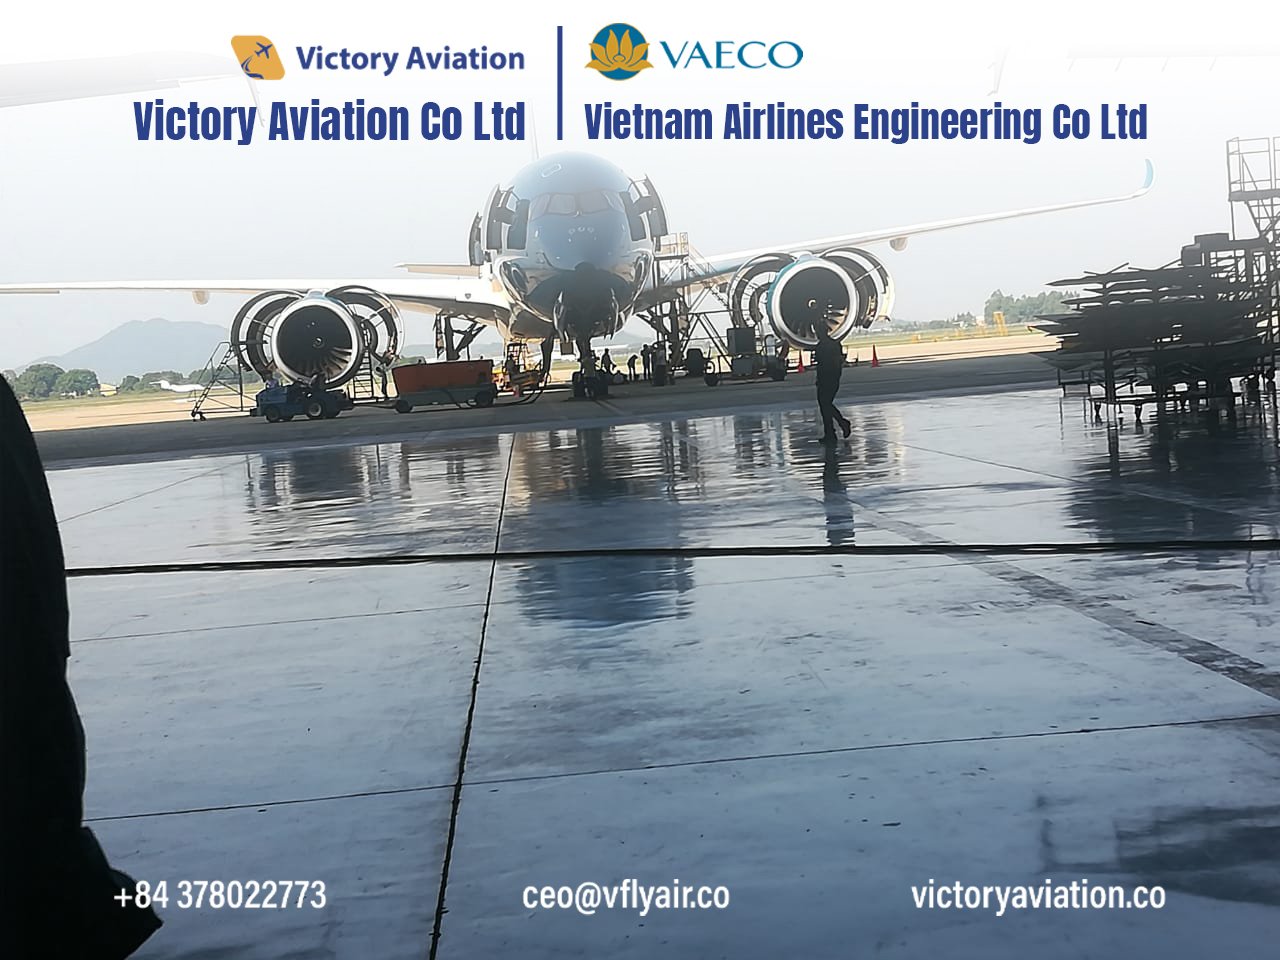 Victory Aviation
VAECO
Victory Aviation Co Ltd
Vietnam Airlines Engineering Co Ltd
+84 378022773
ceo@vflyair.co
victoryaviation.co